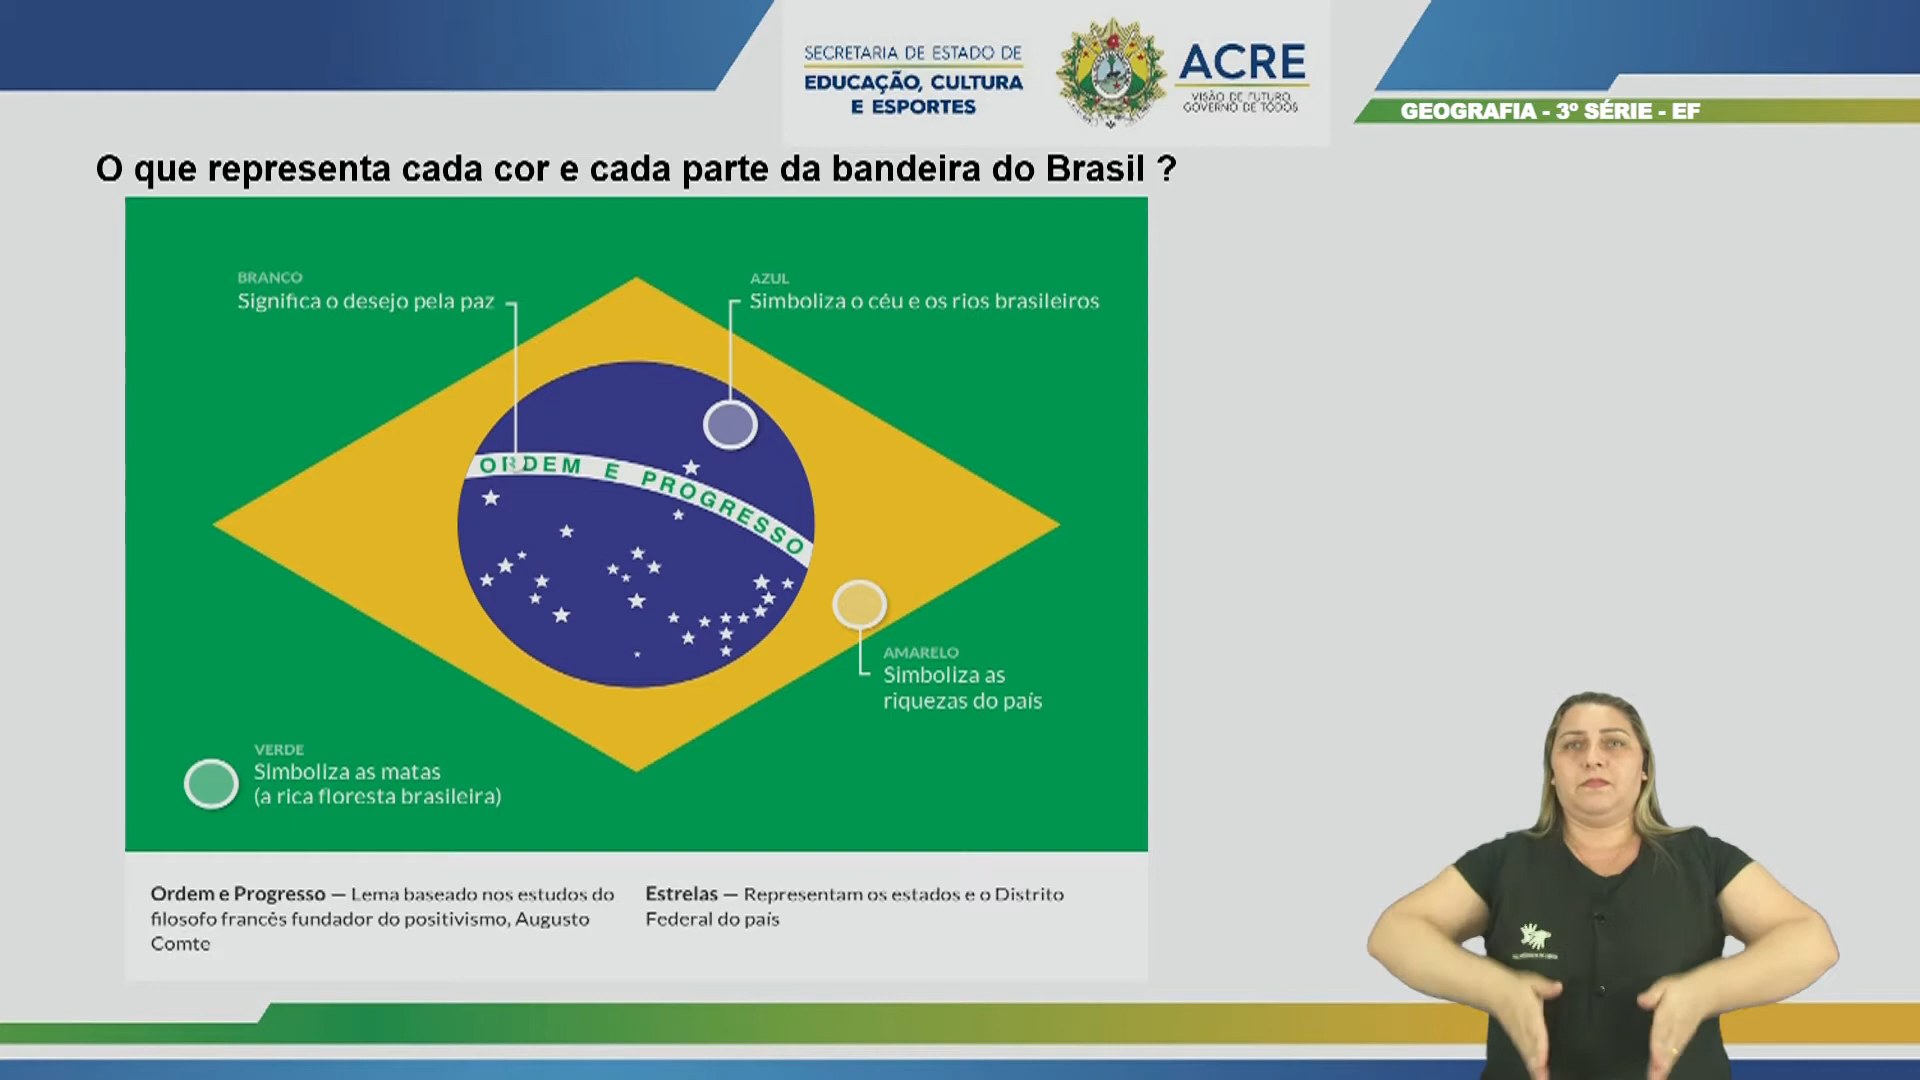 SECRETARIA DE ESTADO DE
EDUCAÇÃO, CULTURA
E ESPORTES
ACRE
VISÃO DE FUTURO,
GOVERNO DE TODOS
GEOGRAFIA - 3º SÉRIE - EF
O que representa cada cor e cada parte da bandeira do Brasil ?
BRANCO
Significa o desejo pela paz
AZUL
Simboliza o céu e os rios brasileiros
ORDEM E PROGRESSO
AMARELO
Simboliza as
riquezas do país
VERDE
Simboliza as matas
(a rica floresta brasileira)
Ordem e Progresso — Lema baseado nos estudos do
filosofo francês fundador do positivismo, Augusto
Comte
Estrelas — Representam os estados e o Distrito
Federal do país